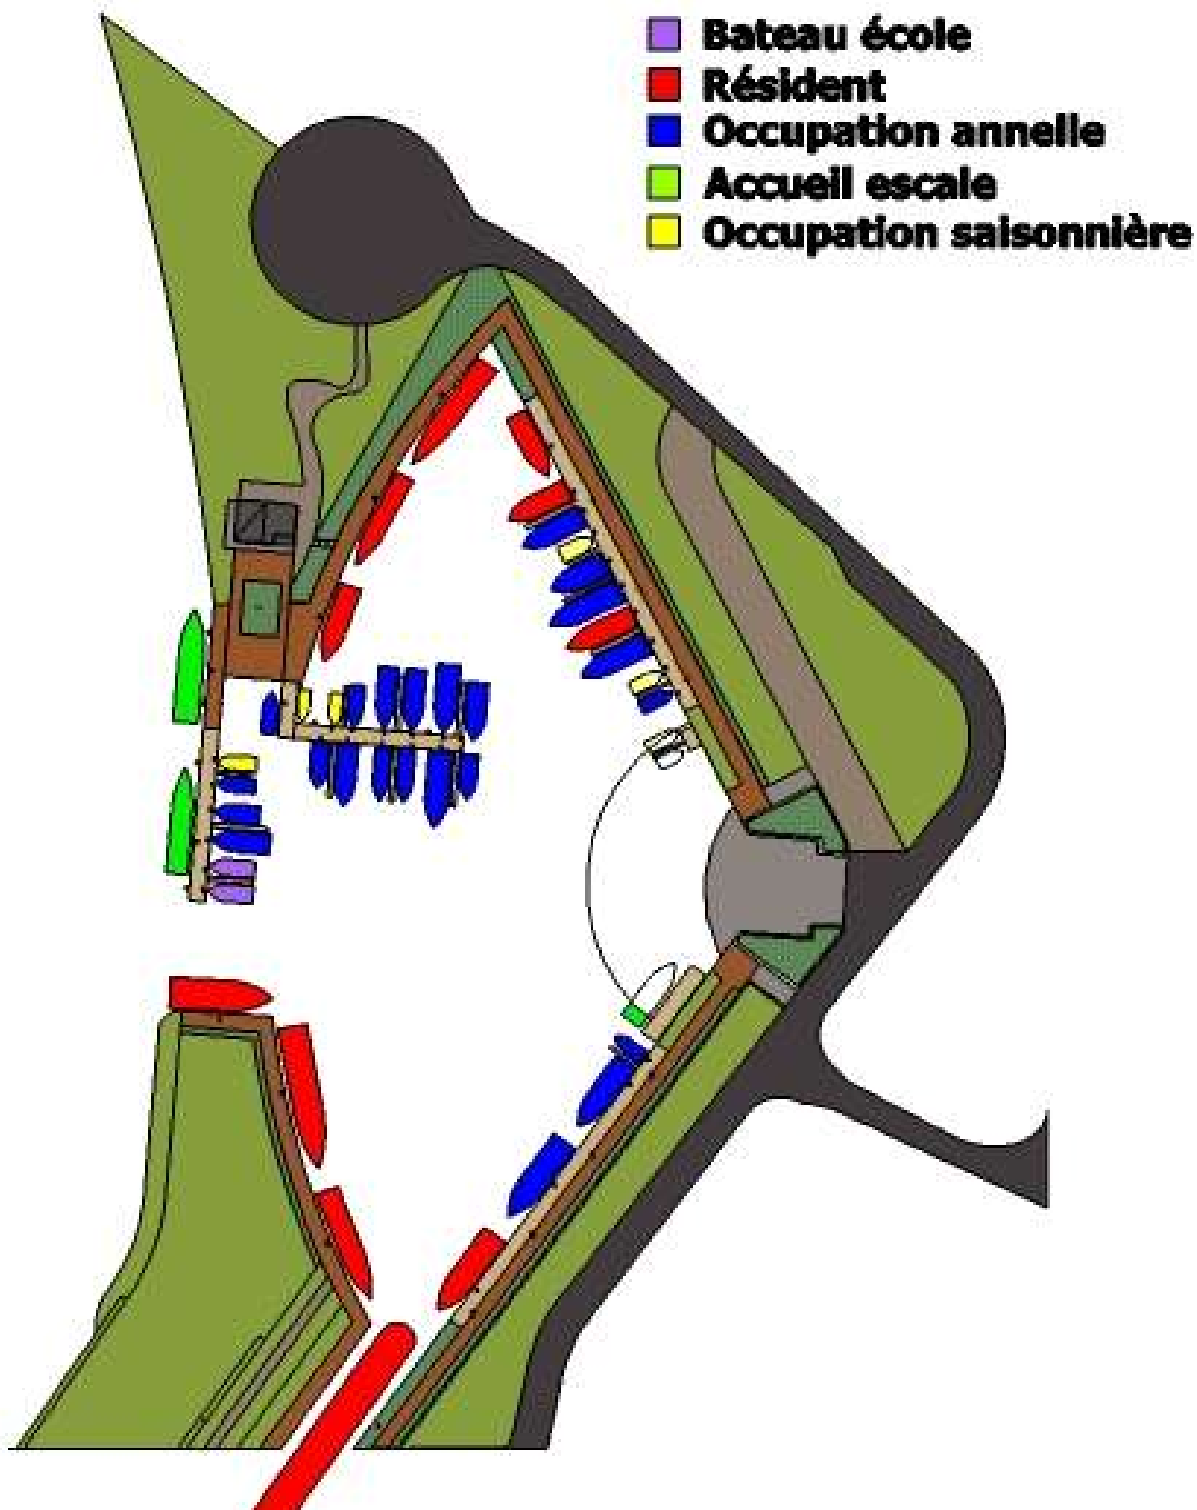 Bateau école
Résident
Occupation annelle
Accueil escale
Occupation saisonnière